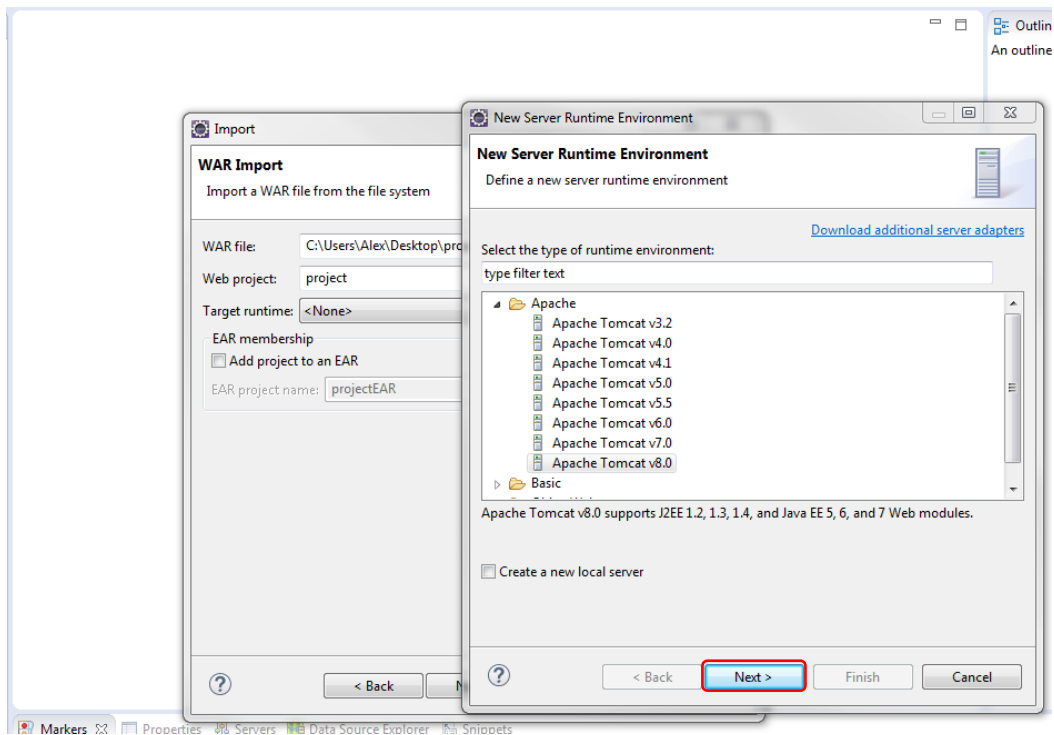 Outlin
An outline
Import
WAR Import
Import a WAR file from the file system
WAR file: C:\Users\Alex\Desktop\pro
Web project: project
Target runtime: <None>
EAR membership
Add project to an EAR
EAR project name: projectEAR
< Back
N
New Server Runtime Environment
New Server Runtime Environment
Define a new server runtime environment
Download additional server adapters
Select the type of runtime environment:
type filter text
Apache
Apache Tomcat v3.2
Apache Tomcat v4.0
Apache Tomcat v4.1
Apache Tomcat v5.0
Apache Tomcat v5.5
Apache Tomcat v6.0
Apache Tomcat v7.0
Apache Tomcat v8.0
Basic
Apache Tomcat v8.0 supports J2EE 1.2, 1.3, 1.4, and Java EE 5, 6, and 7 Web modules.
Create a new local server
< Back Next > Finish Cancel
Markers Properties Servers Data Source Explorer Snippets